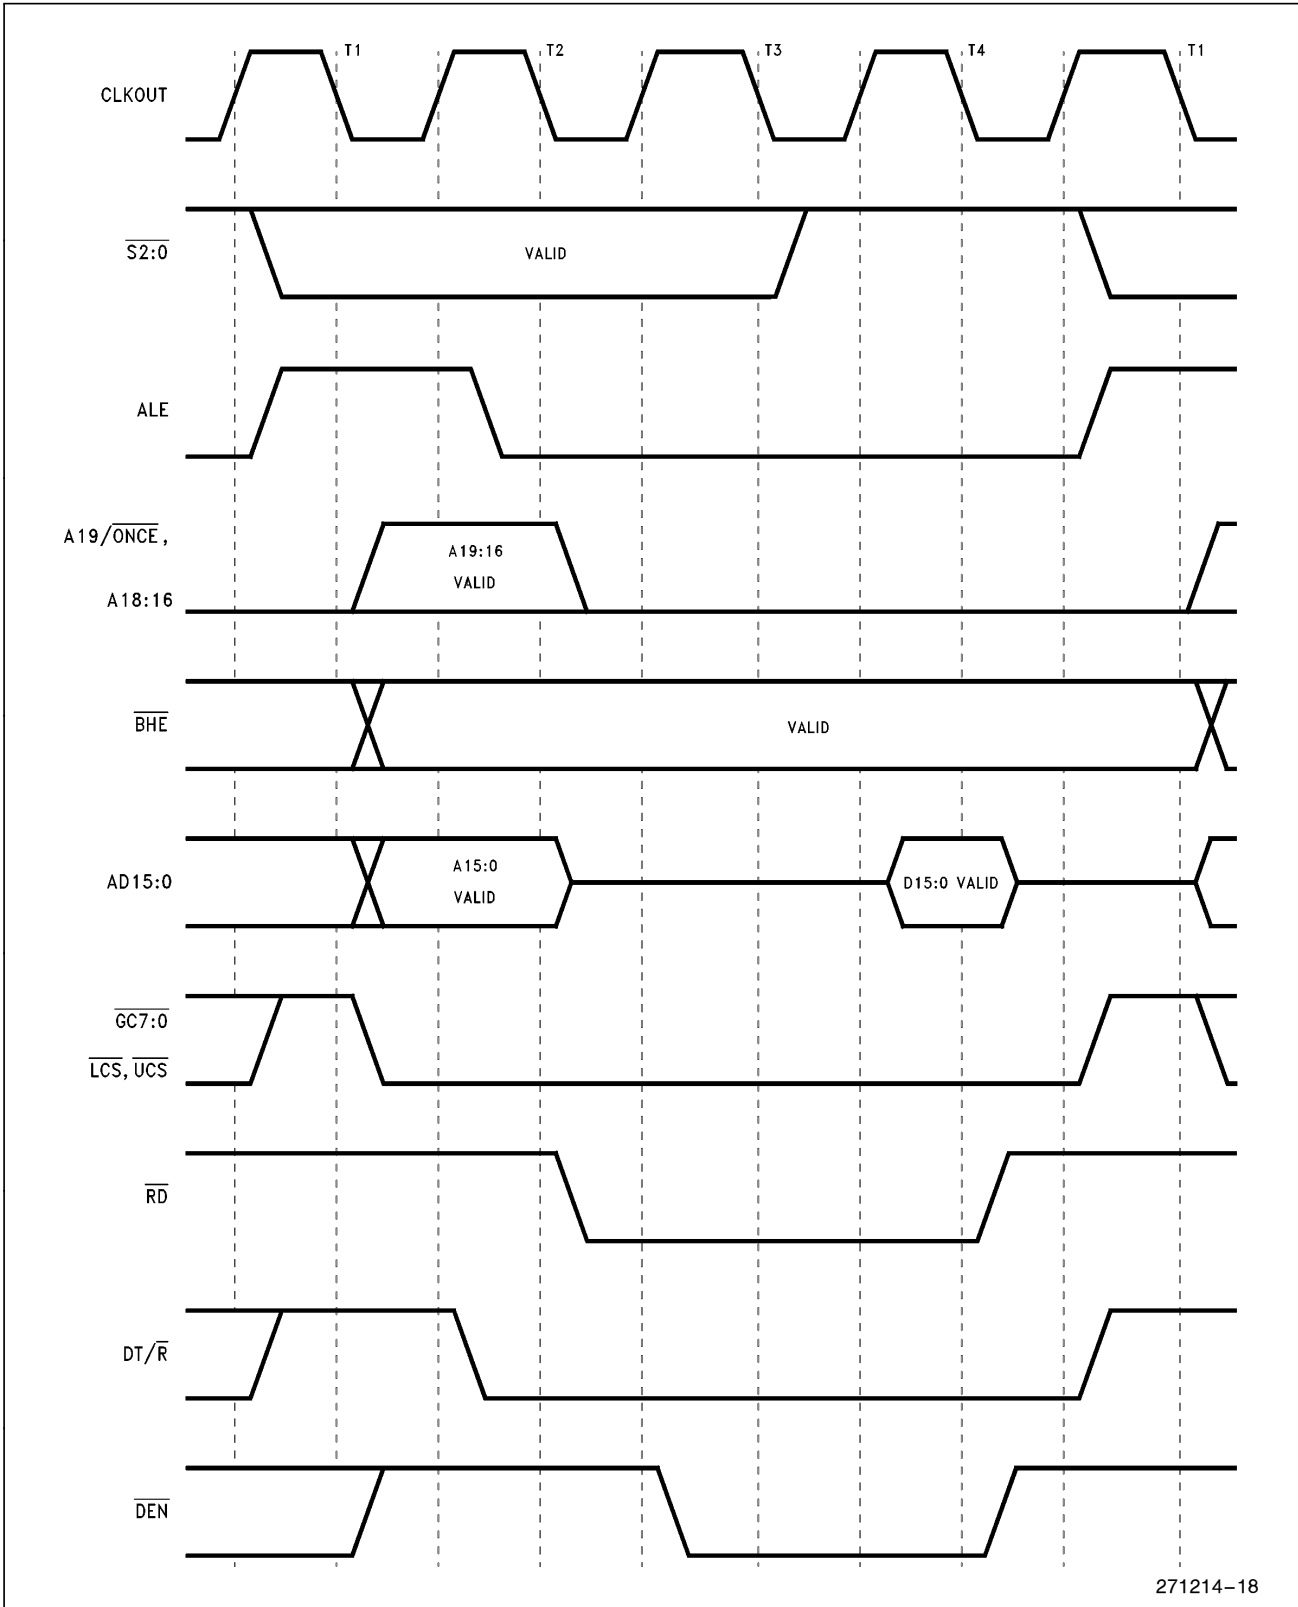 T1 T2 T3 T4 T1
CLKOUT
S2:0
VALID
ALE
A19/ONCE,
A18:16
A19:16
VALID
BHE
VALID
AD15:0
A15:0
VALID
D15:0 VALID
GC7:0
LCS, UCS
RD
DT/R
DEN
271214-18